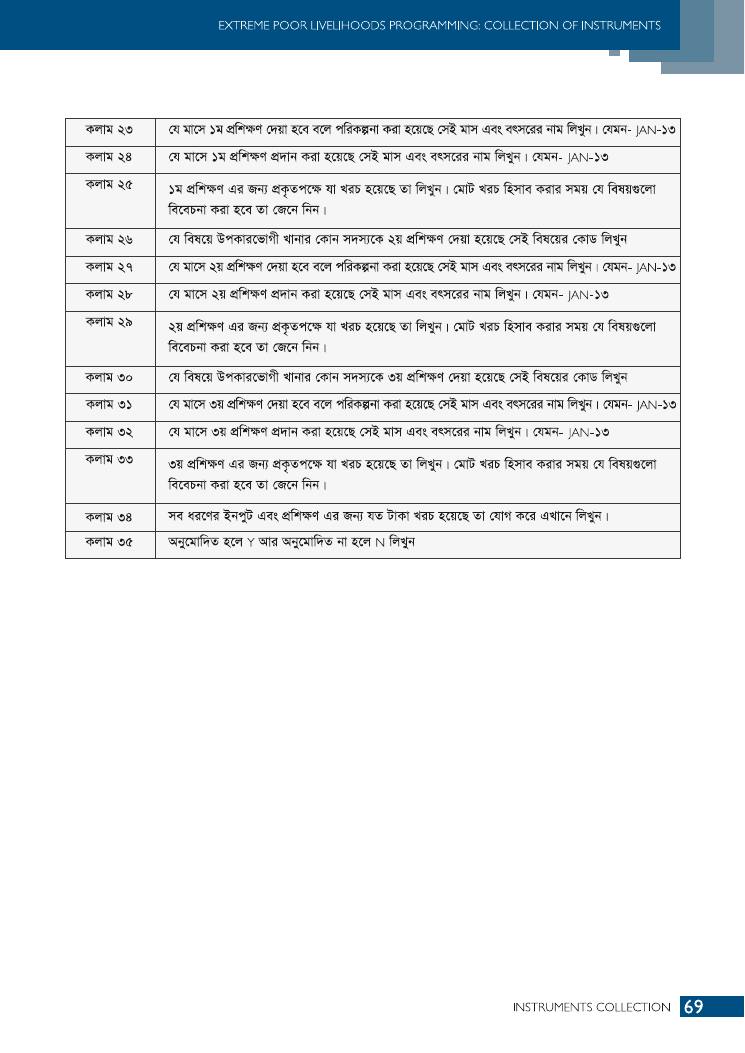 EXTREME POOR LIVELIHOODS PROGRAMMING: COLLECTION OF INSTRUMENTS
কলাম ২৩ যে মাসে ১ম প্রশিক্ষণ দেয়া হবে বলে পরিকল্পনা করা হয়েছে সেই মাস এবং বৎসরের নাম লিখুন। যেমন- JAN-১৩
কলাম ২৪ যে মাসে ১ম প্রশিক্ষণ প্রদান করা হয়েছে সেই মাস এবং বৎসরের নাম লিখুন। যেমন- JAN-১৩
কলাম ২৫ ১ম প্রশিক্ষণ এর জন্য প্রকৃতপক্ষে যা খরচ হয়েছে তা লিখুন। মোট খরচ হিসাব করার সময় যে বিষয়গুলো
বিবেচনা করা হবে তা জেনে নিন।
কলাম ২৬ যে বিষয়ে উপকারভোগী খানার কোন সদস্যকে ২য় প্রশিক্ষণ দেয়া হয়েছে সেই বিষয়ের কোড লিখুন
কলাম ২৭ যে মাসে ২য় প্রশিক্ষণ দেয়া হবে বলে পরিকল্পনা করা হয়েছে সেই মাস এবং বৎসরের নাম লিখুন। যেমন- JAN-১৩
কলাম ২৮ যে মাসে ২য় প্রশিক্ষণ প্রদান করা হয়েছে সেই মাস এবং বৎসরের নাম লিখুন। যেমন- JAN-১৩
কলাম ২৯ ২য় প্রশিক্ষণ এর জন্য প্রকৃতপক্ষে যা খরচ হয়েছে তা লিখুন। মোট খরচ হিসাব করার সময় যে বিষয়গুলো
বিবেচনা করা হবে তা জেনে নিন।
কলাম ৩০ যে বিষয়ে উপকারভোগী খানার কোন সদস্যকে ৩য় প্রশিক্ষণ দেয়া হয়েছে সেই বিষয়ের কোড লিখুন
কলাম ৩১ যে মাসে ৩য় প্রশিক্ষণ দেয়া হবে বলে পরিকল্পনা করা হয়েছে সেই মাস এবং বৎসরের নাম লিখুন। যেমন- JAN-১৩
কলাম ৩২ যে মাসে ৩য় প্রশিক্ষণ প্রদান করা হয়েছে সেই মাস এবং বৎসরের নাম লিখুন। যেমন- JAN-১৩
কলাম ৩৩ ৩য় প্রশিক্ষণ এর জন্য প্রকৃতপক্ষে যা খরচ হয়েছে তা লিখুন। মোট খরচ হিসাব করার সময় যে বিষয়গুলো
বিবেচনা করা হবে তা জেনে নিন।
কলাম ৩৪ সব ধরণের ইনপুট এবং প্রশিক্ষণ এর জন্য যত টাকা খরচ হয়েছে তা যোগ করে এখানে লিখুন।
কলাম ৩৫ অনুমোদিত হলে Y আর অনুমোদিত না হলে N লিখুন
INSTRUMENTS COLLECTION 69